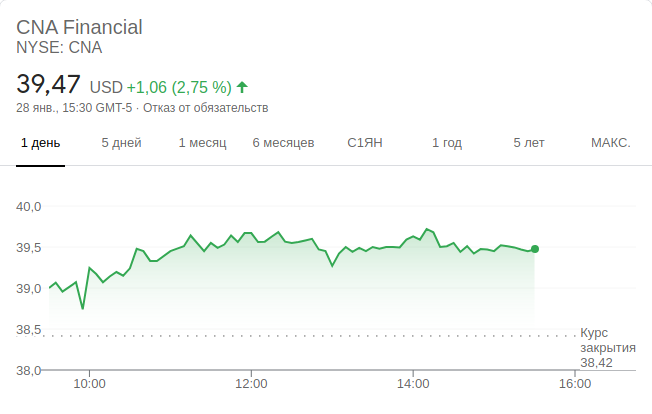 CNA Financial
NYSE: CNA
39,47 USD +1,06 (2,75 %)
28 янв., 15:30 GMT-5 · Отказ от обязательств
1 день 5 дней 1 месяц 6 месяцев С1ЯН 1 год 5 лет МАКС.
40,0
39,5
39,0
38,5
Курс
закрытия
38,42
38,0
10:00 12:00 14:00 16:00